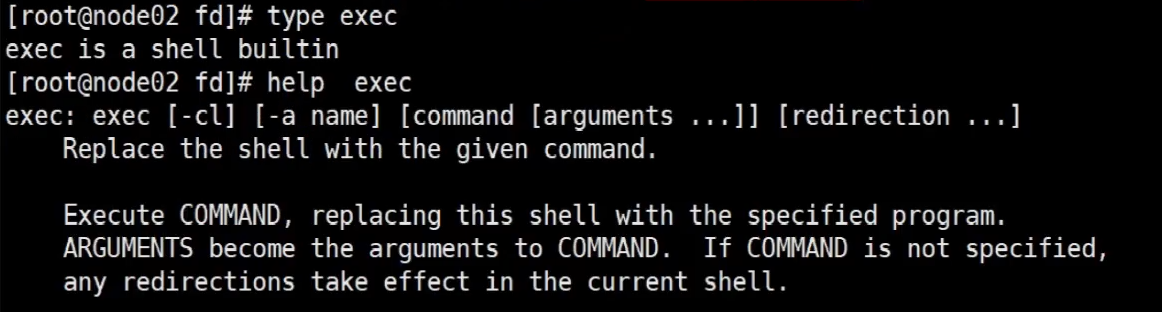 [root@node02 fd]# type exec
exec is a shell builtin
[root@node02 fd]# help  exec
exec: exec [-cl] [-a name] [command [arguments ...]] [redirection ...]
    Replace the shell with the given command.

    Execute COMMAND, replacing this shell with the specified program.
    ARGUMENTS become the arguments to COMMAND.  If COMMAND is not specified,
    any redirections take effect in the current shell.